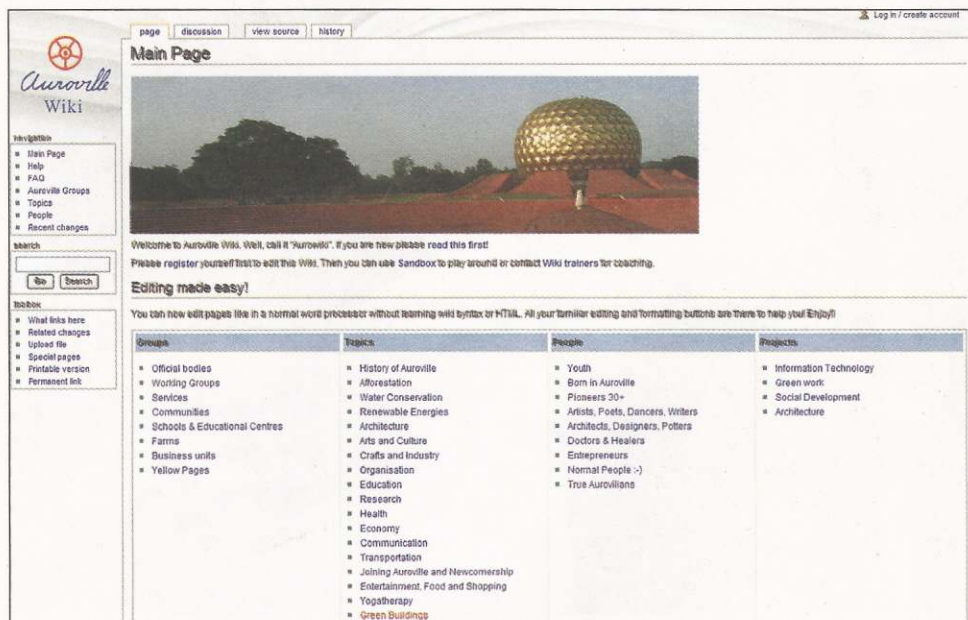 Log in / create account
page
discussion
view source
history
Auroville
Wiki
Main Page
navigation
Main Page
Help
FAQ
Auroville Groups
Topics
People
Recent changes
search
Go
Search
toolbox
What links here
Related changes
Upload file
Special pages
Printable version
Permanent link
Welcome to Auroville Wiki. Well, call it "Aurowiki". If you are new please read this first!
Please register yourself first to edit this Wiki. Then you can use Sandbox to play around or contact Wiki trainers for coaching.
Editing made easy!
You can now edit pages like in a normal word processor without learning wiki syntax or HTML. All your familiar editing and formatting buttons are there to help you! Enjoy!!
Groups
Official bodies
Working Groups
Services
Communities
Schools & Educational Centres
Farms
Business units
Yellow Pages
Topics
History of Auroville
Afforestation
Water Conservation
Renewable Energies
Architecture
Arts and Culture
Crafts and Industry
Organisation
Education
Research
Health
Economy
Communication
Transportation
Joining Auroville and Newcomership
Entertainment, Food and Shopping
Yogatherapy
Green Buildings
People
Youth
Born in Auroville
Pioneers 30+
Artists, Poets, Dancers, Writers
Architects, Designers, Potters
Doctors & Healers
Entrepreneurs
Normal People :-)
True Aurovilians
Projects
Information Technology
Green work
Social Development
Architecture